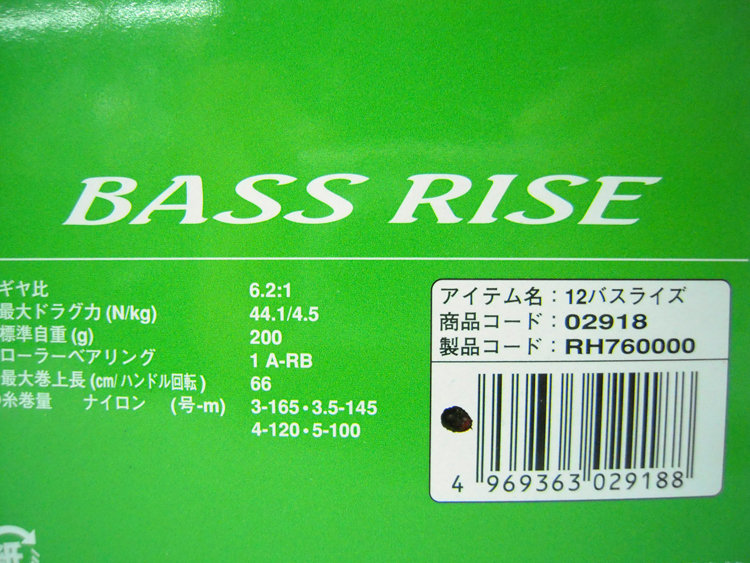 BASS RISE
ギヤ比 6.2:1
最大ドラグ力(N/kg) 44.1/4.5
標準自重(g) 200
ローラーベアリング 1 A-RB
最大巻上長(cm/ハンドル回転) 66
糸巻量 ナイロン (号-m) 3-165・3.5-145
4-120・5-100
アイテム名：12バスライズ
商品コード：02918
製品コード：RH760000
4 969363 029188
紙